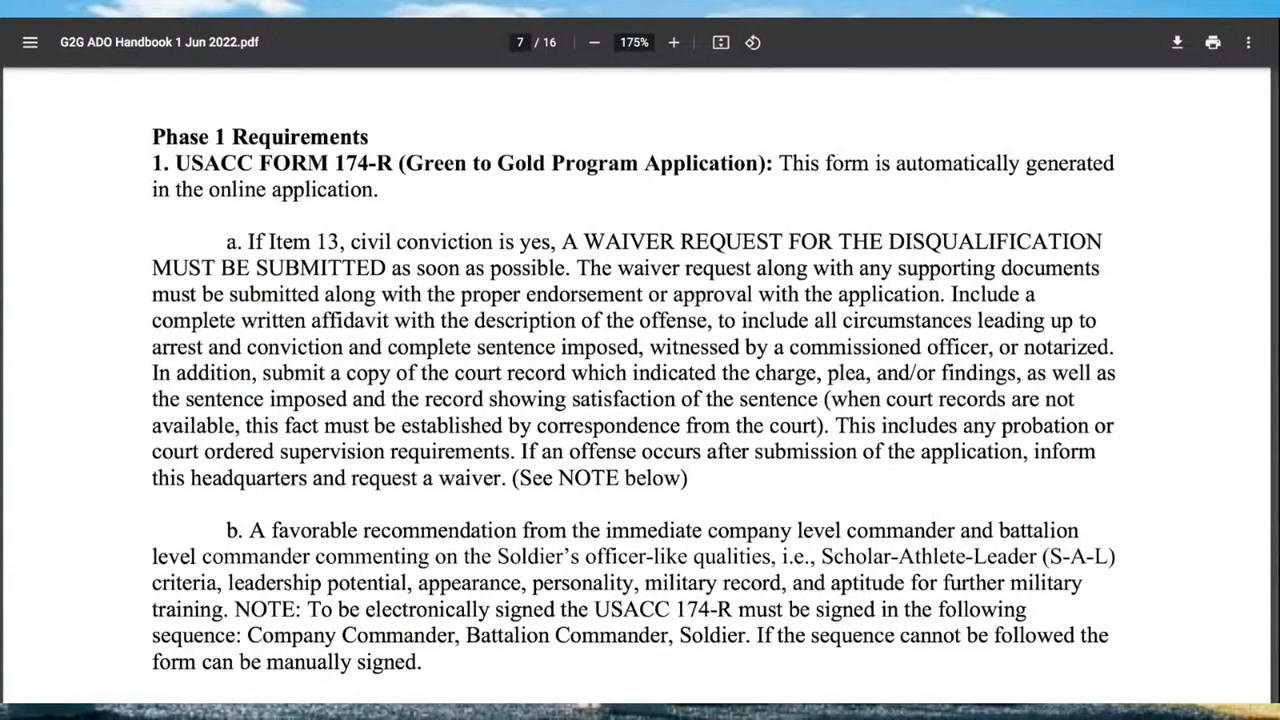 G2G ADO Handbook 1 Jun 2022.pdf
7 / 16
175%
Phase 1 Requirements
1. USACC FORM 174-R (Green to Gold Program Application): This form is automatically generated
in the online application.
a. If Item 13, civil conviction is yes, A WAIVER REQUEST FOR THE DISQUALIFICATION
MUST BE SUBMITTED as soon as possible. The waiver request along with any supporting documents
must be submitted along with the proper endorsement or approval with the application. Include a
complete written affidavit with the description of the offense, to include all circumstances leading up to
arrest and conviction and complete sentence imposed, witnessed by a commissioned officer, or notarized.
In addition, submit a copy of the court record which indicated the charge, plea, and/or findings, as well as
the sentence imposed and the record showing satisfaction of the sentence (when court records are not
available, this fact must be established by correspondence from the court). This includes any probation or
court ordered supervision requirements. If an offense occurs after submission of the application, inform
this headquarters and request a waiver. (See NOTE below)
b. A favorable recommendation from the immediate company level commander and battalion
level commander commenting on the Soldier’s officer-like qualities, i.e., Scholar-Athlete-Leader (S-A-L)
criteria, leadership potential, appearance, personality, military record, and aptitude for further military
training. NOTE: To be electronically signed the USACC 174-R must be signed in the following
sequence: Company Commander, Battalion Commander, Soldier. If the sequence cannot be followed the
form can be manually signed.